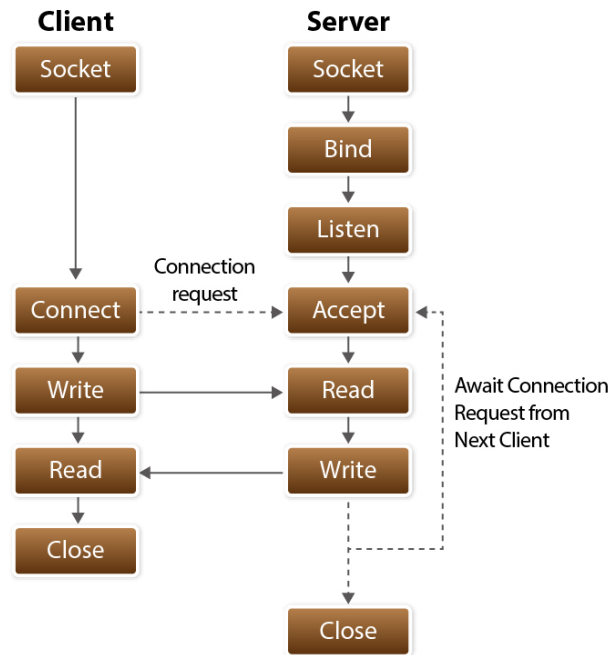 Client
Server
Socket
Socket
Bind
Listen
Connection
request
Connect
Accept
Write
Read
Await Connection
Request from
Next Client
Read
Write
Close
Close